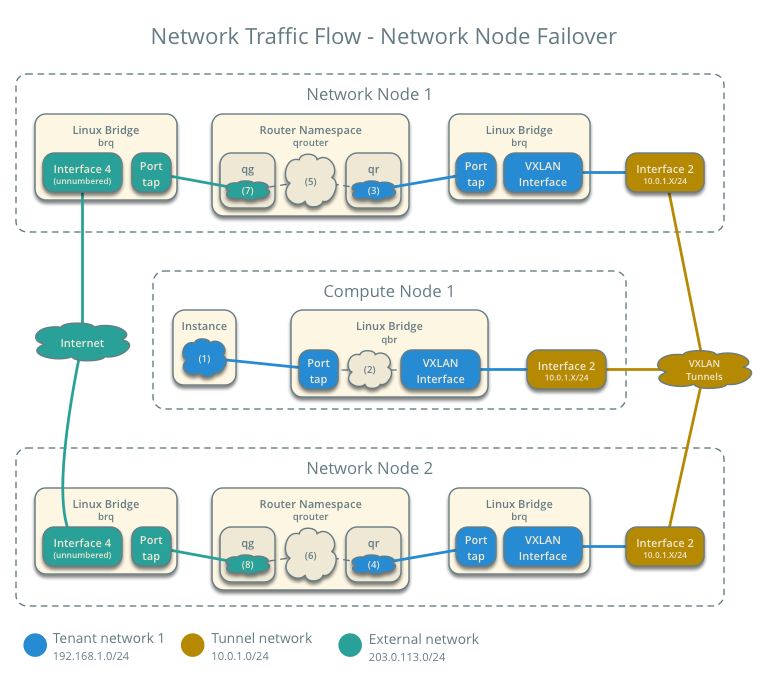 Network Traffic Flow - Network Node Failover
Network Node 1
Linux Bridge
brq
Interface 4
(unnumbered)
Port
tap
Router Namespace
qrouter
qg
(7)
(5)
qr
(3)
Linux Bridge
brq
Port
tap
VXLAN
Interface
Interface 2
10.0.1.X/24
Internet
Compute Node 1
Instance
(1)
Linux Bridge
qbr
Port
tap
(2)
VXLAN
Interface
Interface 2
10.0.1.X/24
VXLAN
Tunnels
Network Node 2
Linux Bridge
brq
Interface 4
(unnumbered)
Port
tap
Router Namespace
qrouter
qg
(8)
(6)
qr
(4)
Linux Bridge
brq
Port
tap
VXLAN
Interface
Interface 2
10.0.1.X/24
Tenant network 1
192.168.1.0/24
Tunnel network
10.0.1.0/24
External network
203.0.113.0/24